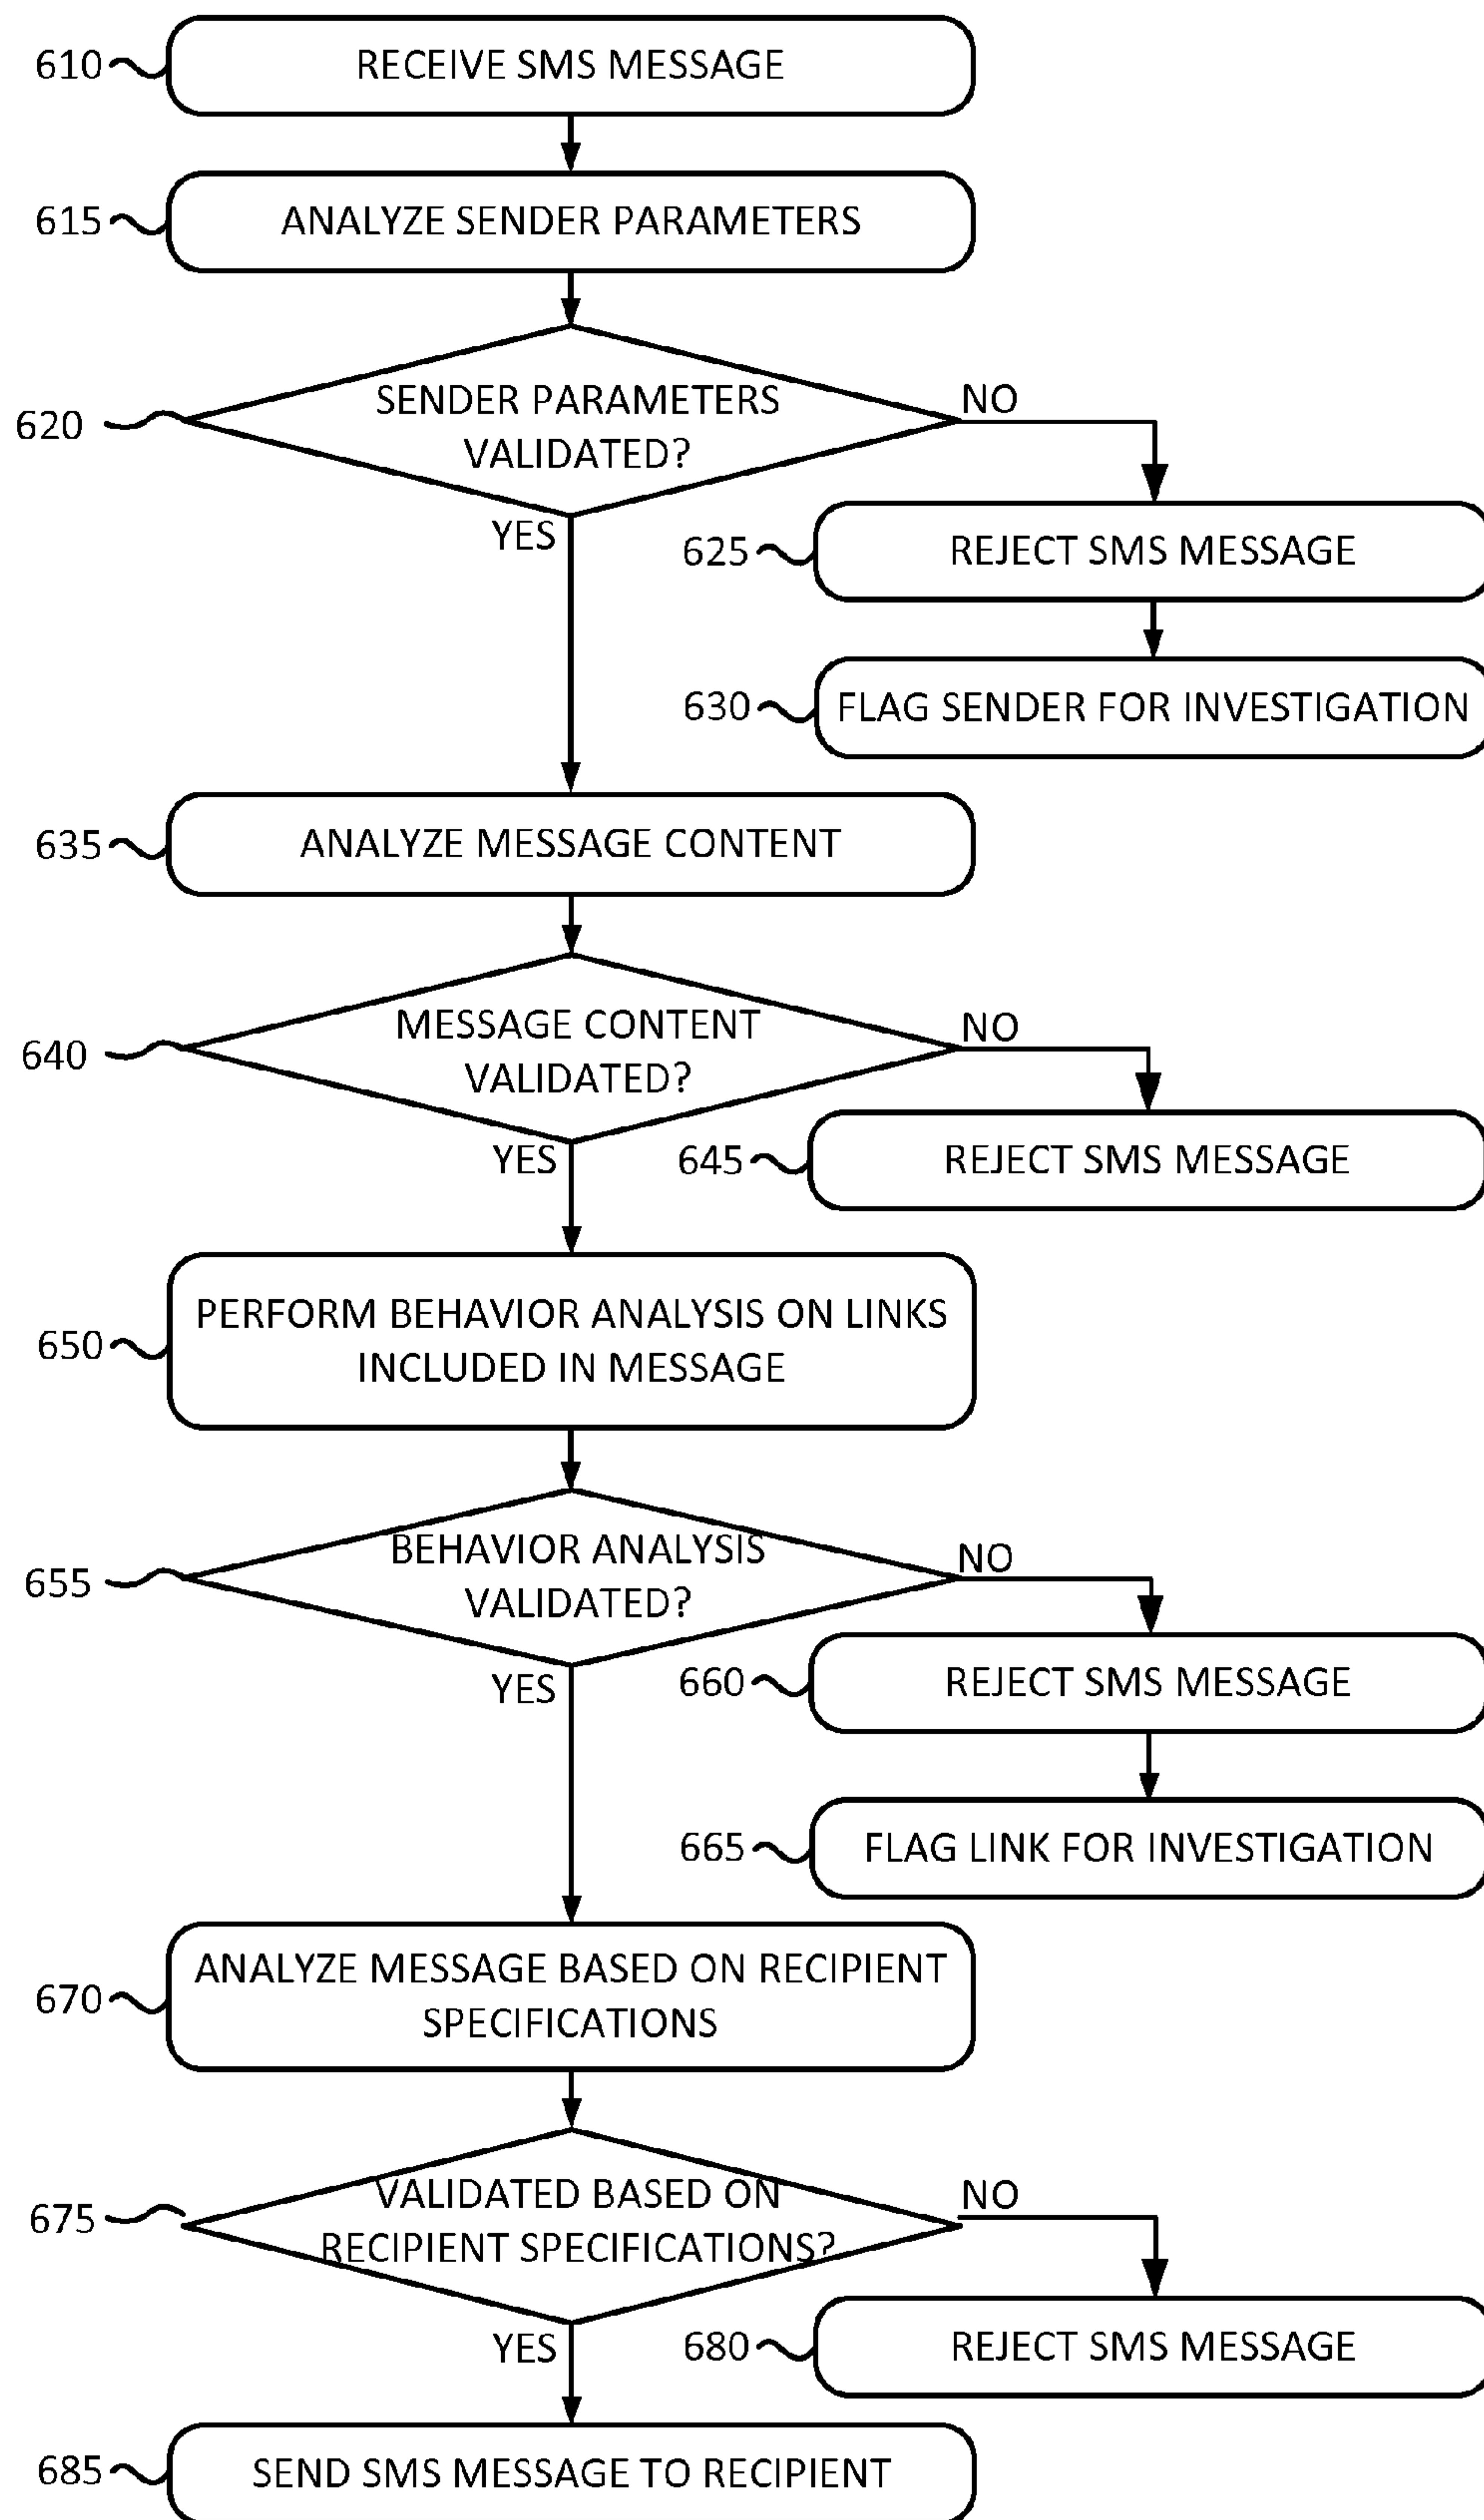 610
RECEIVE SMS MESSAGE
615
ANALYZE SENDER PARAMETERS
620
SENDER PARAMETERS
VALIDATED?
NO
YES
625
REJECT SMS MESSAGE
630
FLAG SENDER FOR INVESTIGATION
635
ANALYZE MESSAGE CONTENT
640
MESSAGE CONTENT
VALIDATED?
NO
YES
645
REJECT SMS MESSAGE
650
PERFORM BEHAVIOR ANALYSIS ON LINKS
INCLUDED IN MESSAGE
655
BEHAVIOR ANALYSIS
VALIDATED?
NO
YES
660
REJECT SMS MESSAGE
665
FLAG LINK FOR INVESTIGATION
670
ANALYZE MESSAGE BASED ON RECIPIENT
SPECIFICATIONS
675
VALIDATED BASED ON
RECIPIENT SPECIFICATIONS?
NO
YES
680
REJECT SMS MESSAGE
685
SEND SMS MESSAGE TO RECIPIENT